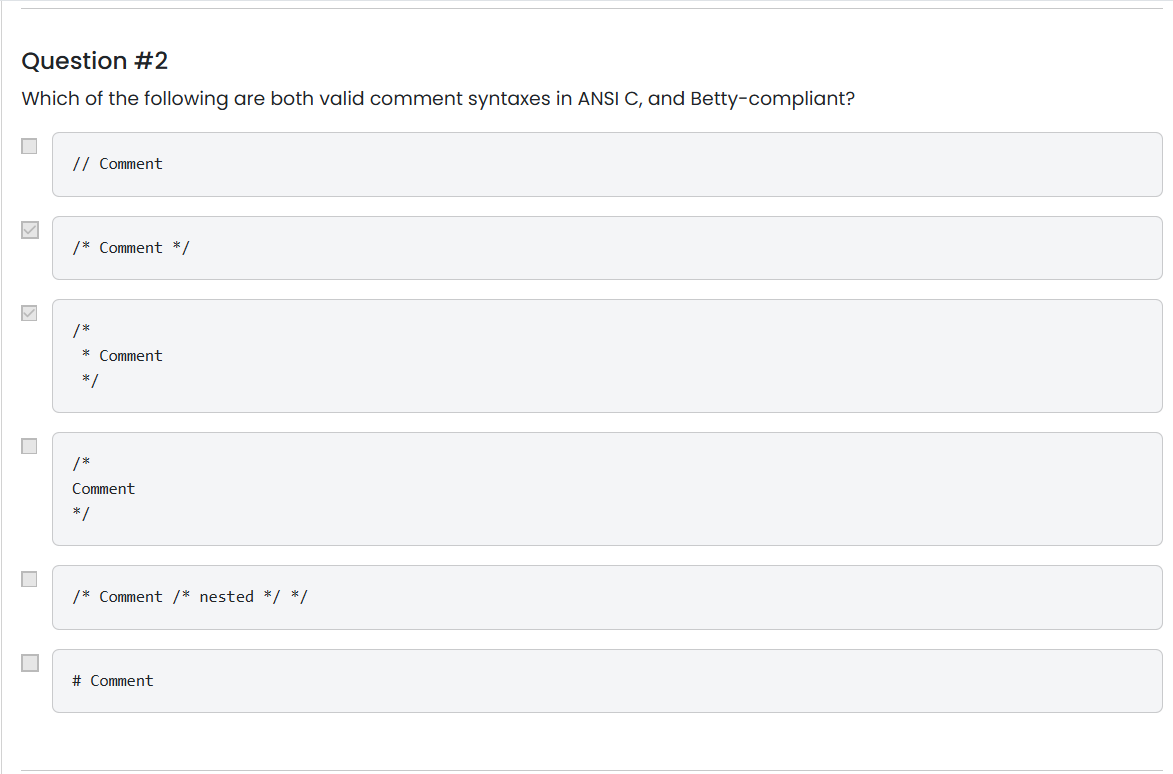 Question #2
Which of the following are both valid comment syntaxes in ANSI C, and Betty-compliant?
// Comment
/* Comment */
/*
 * Comment
 */
/*
Comment
*/
/* Comment /* nested */ */
# Comment